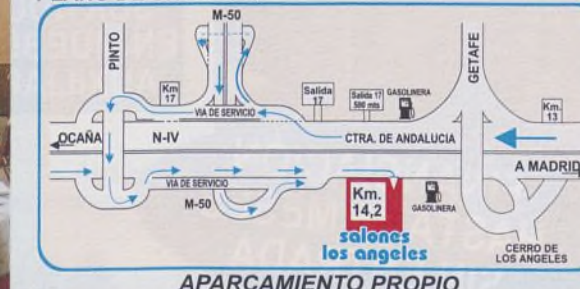 M-50
PINTO
GETAFE
Km
17
Salida
17
Salida 17
500 mts
GASOLINERA
Km.
13
VIA DE SERVICIO
OCAÑA
N-IV
CTRA. DE ANDALUCIA
A MADRID
VIA DE SERVICIO
M-50
Km.
14,2
GASOLINERA
salones
los angeles
CERRO DE
LOS ANGELES
APARCAMIENTO PROPIO